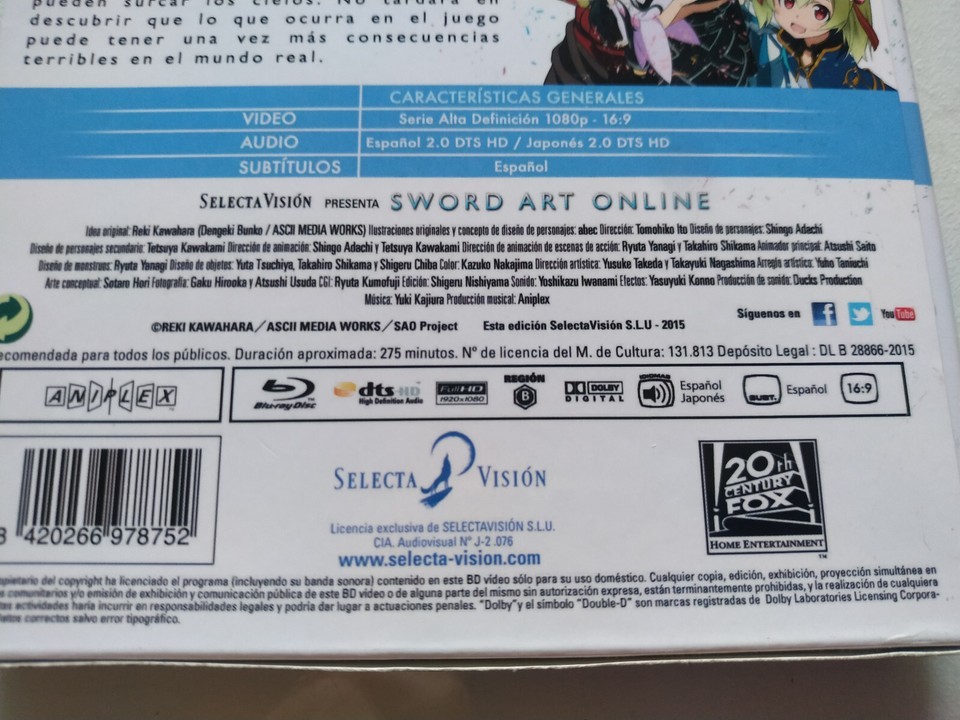 pueden surcar los cielos. No tardará en
descubrir que lo que ocurra en el juego
puede tener una vez más consecuencias
terribles en el mundo real.
CARACTERÍSTICAS GENERALES
VIDEO Serie Alta Definición 1080p - 16:9
AUDIO Español 2.0 DTS HD / Japonés 2.0 DTS HD
SUBTÍTULOS Español
SELECTA VISIÓN PRESENTA SWORD ART ONLINE
Idea original: Reki Kawahara (Dengeki Bunko / ASCII MEDIA WORKS) Ilustraciones originales y concepto de diseño de personajes: abec Dirección: Tomohiko Ito Diseño de personajes: Shingo Adachi
Diseño de personajes secundario: Tetsuya Kawakami Dirección de animación: Shingo Adachi y Tetsuya Kawakami Dirección de animación de escenas de acción: Ryuta Yanagi y Takahiro Shikama Animador principal: Atsushi Saito
Diseño de monstruos: Ryuta Yanagi Diseño de objetos: Yuta Tsuchiya, Takahiro Shikama y Shigeru Chiba Color: Kazuko Nakajima Dirección artística: Yusuke Takeda y Takayuki Nagashima Arreglo artística: Yuho Taniuchi
Arte conceptual: Sotaro Hori Fotografía: Gaku Hirooka y Atsushi Usuda CGI: Ryuta Kumofuji Edición: Shigeru Nishiyama Sonido: Yoshikazu Iwanami Efectos: Yasuyuki Konno Producción de sonido: Ducks Production
Música: Yuki Kajiura Producción musical: Aniplex
Síguenos en f YouTube
©REKI KAWAHARA/ASCII MEDIA WORKS/SAO Project Esta edición SelectaVisión S.L.U - 2015
ecomendada para todos los públicos. Duración aproximada: 275 minutos. Nº de licencia del M. de Cultura: 131.813 Depósito Legal : DL B 28866-2015
ANIPLEX
Blu-ray Disc
dts-HD High Definition Audio
Full HD 1920x1080
REGIÓN B
DOLBY DIGITAL
IDIOMAS Español Japonés
SUBT. Español
16:9
8 420266 978752
SELECTA VISIÓN
Licencia exclusiva de SELECTAVISIÓN S.L.U.
CIA. Audiovisual Nº J-2 .076
www.selecta-vision.com
20th CENTURY FOX
HOME ENTERTAINMENT
TM
opietario del copyright ha licenciado el programa (incluyendo su banda sonora) contenido en este BD vídeo sólo para su uso doméstico. Cualquier copia, edición, exhibición, proyección simultánea en
s comunitarios y/o emisión de exhibición y comunicación pública de este BD video o de alguna parte del mismo sin autorización expresa, están terminantemente prohibidas, y la realización de cualquiera
tas actividades haría incurrir en responsabilidades legales y podría dar lugar a actuaciones penales. "Dolby"y el símbolo "Double-D" son marcas registradas de Dolby Laboratories Licensing Corpora-
atos correctos salvo error tipográfico.